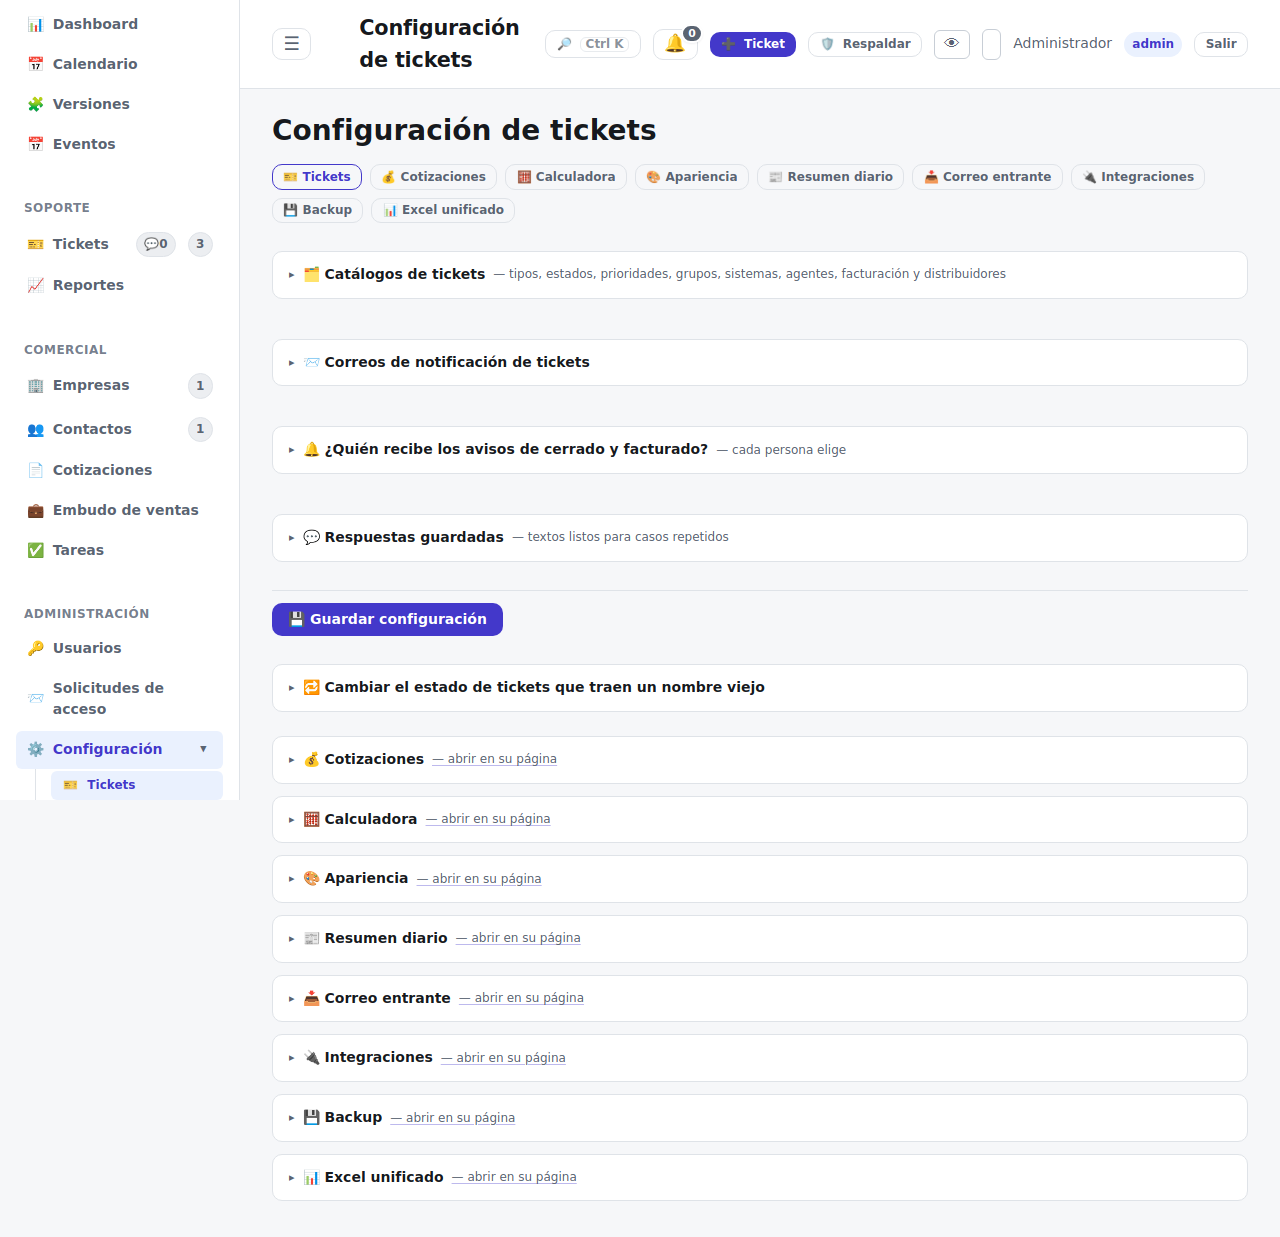 Dashboard
Calendario
Versiones
Eventos
SOPORTE
Tickets 0 3
Reportes
COMERCIAL
Empresas 1
Contactos 1
Cotizaciones
Embudo de ventas
Tareas
ADMINISTRACIÓN
Usuarios
Solicitudes de
acceso
Configuración
Tickets
Configuración
de tickets
Ctrl K
0
Ticket
Respaldar
Administrador
admin
Salir
Configuración de tickets
Tickets Cotizaciones Calculadora Apariencia Resumen diario Correo entrante Integraciones
Backup Excel unificado
Catálogos de tickets — tipos, estados, prioridades, grupos, sistemas, agentes, facturación y distribuidores
Correos de notificación de tickets
¿Quién recibe los avisos de cerrado y facturado? — cada persona elige
Respuestas guardadas — textos listos para casos repetidos
Guardar configuración
Cambiar el estado de tickets que traen un nombre viejo
Cotizaciones — abrir en su página
Calculadora — abrir en su página
Apariencia — abrir en su página
Resumen diario — abrir en su página
Correo entrante — abrir en su página
Integraciones — abrir en su página
Backup — abrir en su página
Excel unificado — abrir en su página